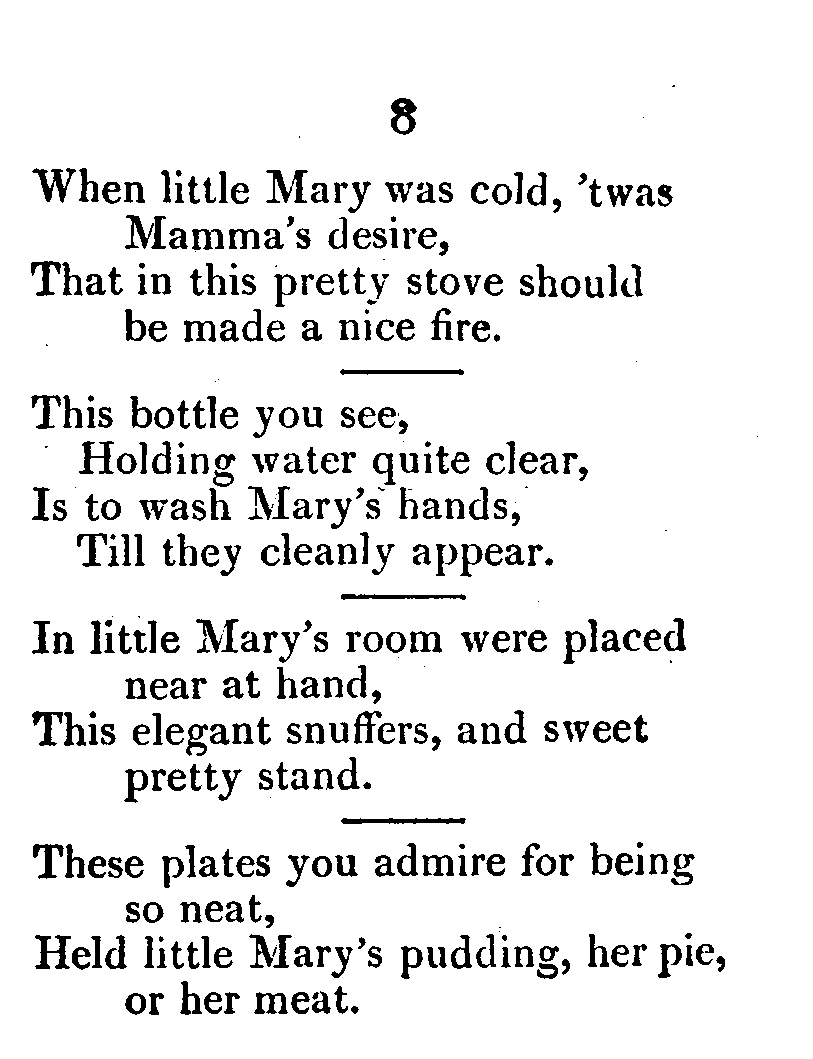 8
When little Mary was cold, 'twas
Mamma's desire,
That in this pretty stove should
be made a nice fire.
This bottle you see,
Holding water quite clear,
Is to wash Mary's hands,
Till they cleanly appear.
In little Mary's room were placed
near at hand,
This elegant snuffers, and sweet
pretty stand.
These plates you admire for being
so neat,
Held little Mary's pudding, her pie,
or her meat.